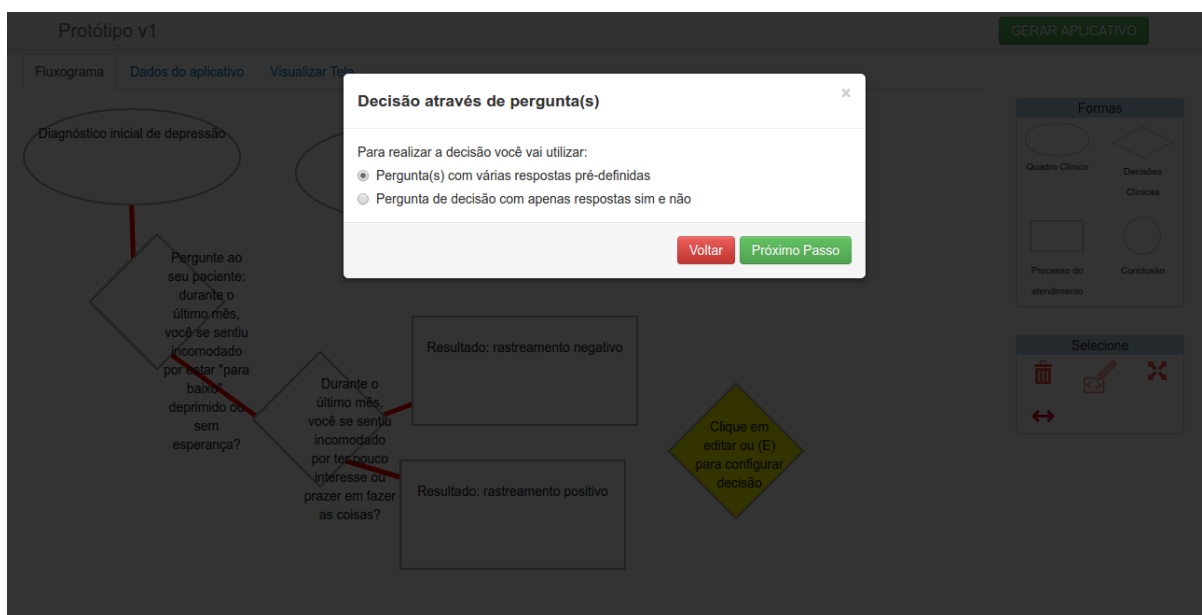 Protótipo v1
GERAR APLICATIVO
Fluxograma
Dados do aplicativo
Visualizar Tela
Decisão através de pergunta(s)
×
Para realizar a decisão você vai utilizar:
Pergunta(s) com várias respostas pré-definidas
Pergunta de decisão com apenas respostas sim e não
Voltar
Próximo Passo
Diagnóstico inicial de depressão
Pergunte ao
seu paciente:
durante o
último mês,
você se sentiu
incomodado
por estar "para
baixo"
deprimido ou
sem
esperança?
Durante o
último mês,
você se sentiu
incomodado
por ter pouco
interesse ou
prazer em fazer
as coisas?
Resultado: rastreamento negativo
Resultado: rastreamento positivo
Clique em
editar ou (E)
para configurar
decisão
Formas
Quadro Clínico
Decisões
Clínicas
Processo do
atendimento
Conclusão
Selecione